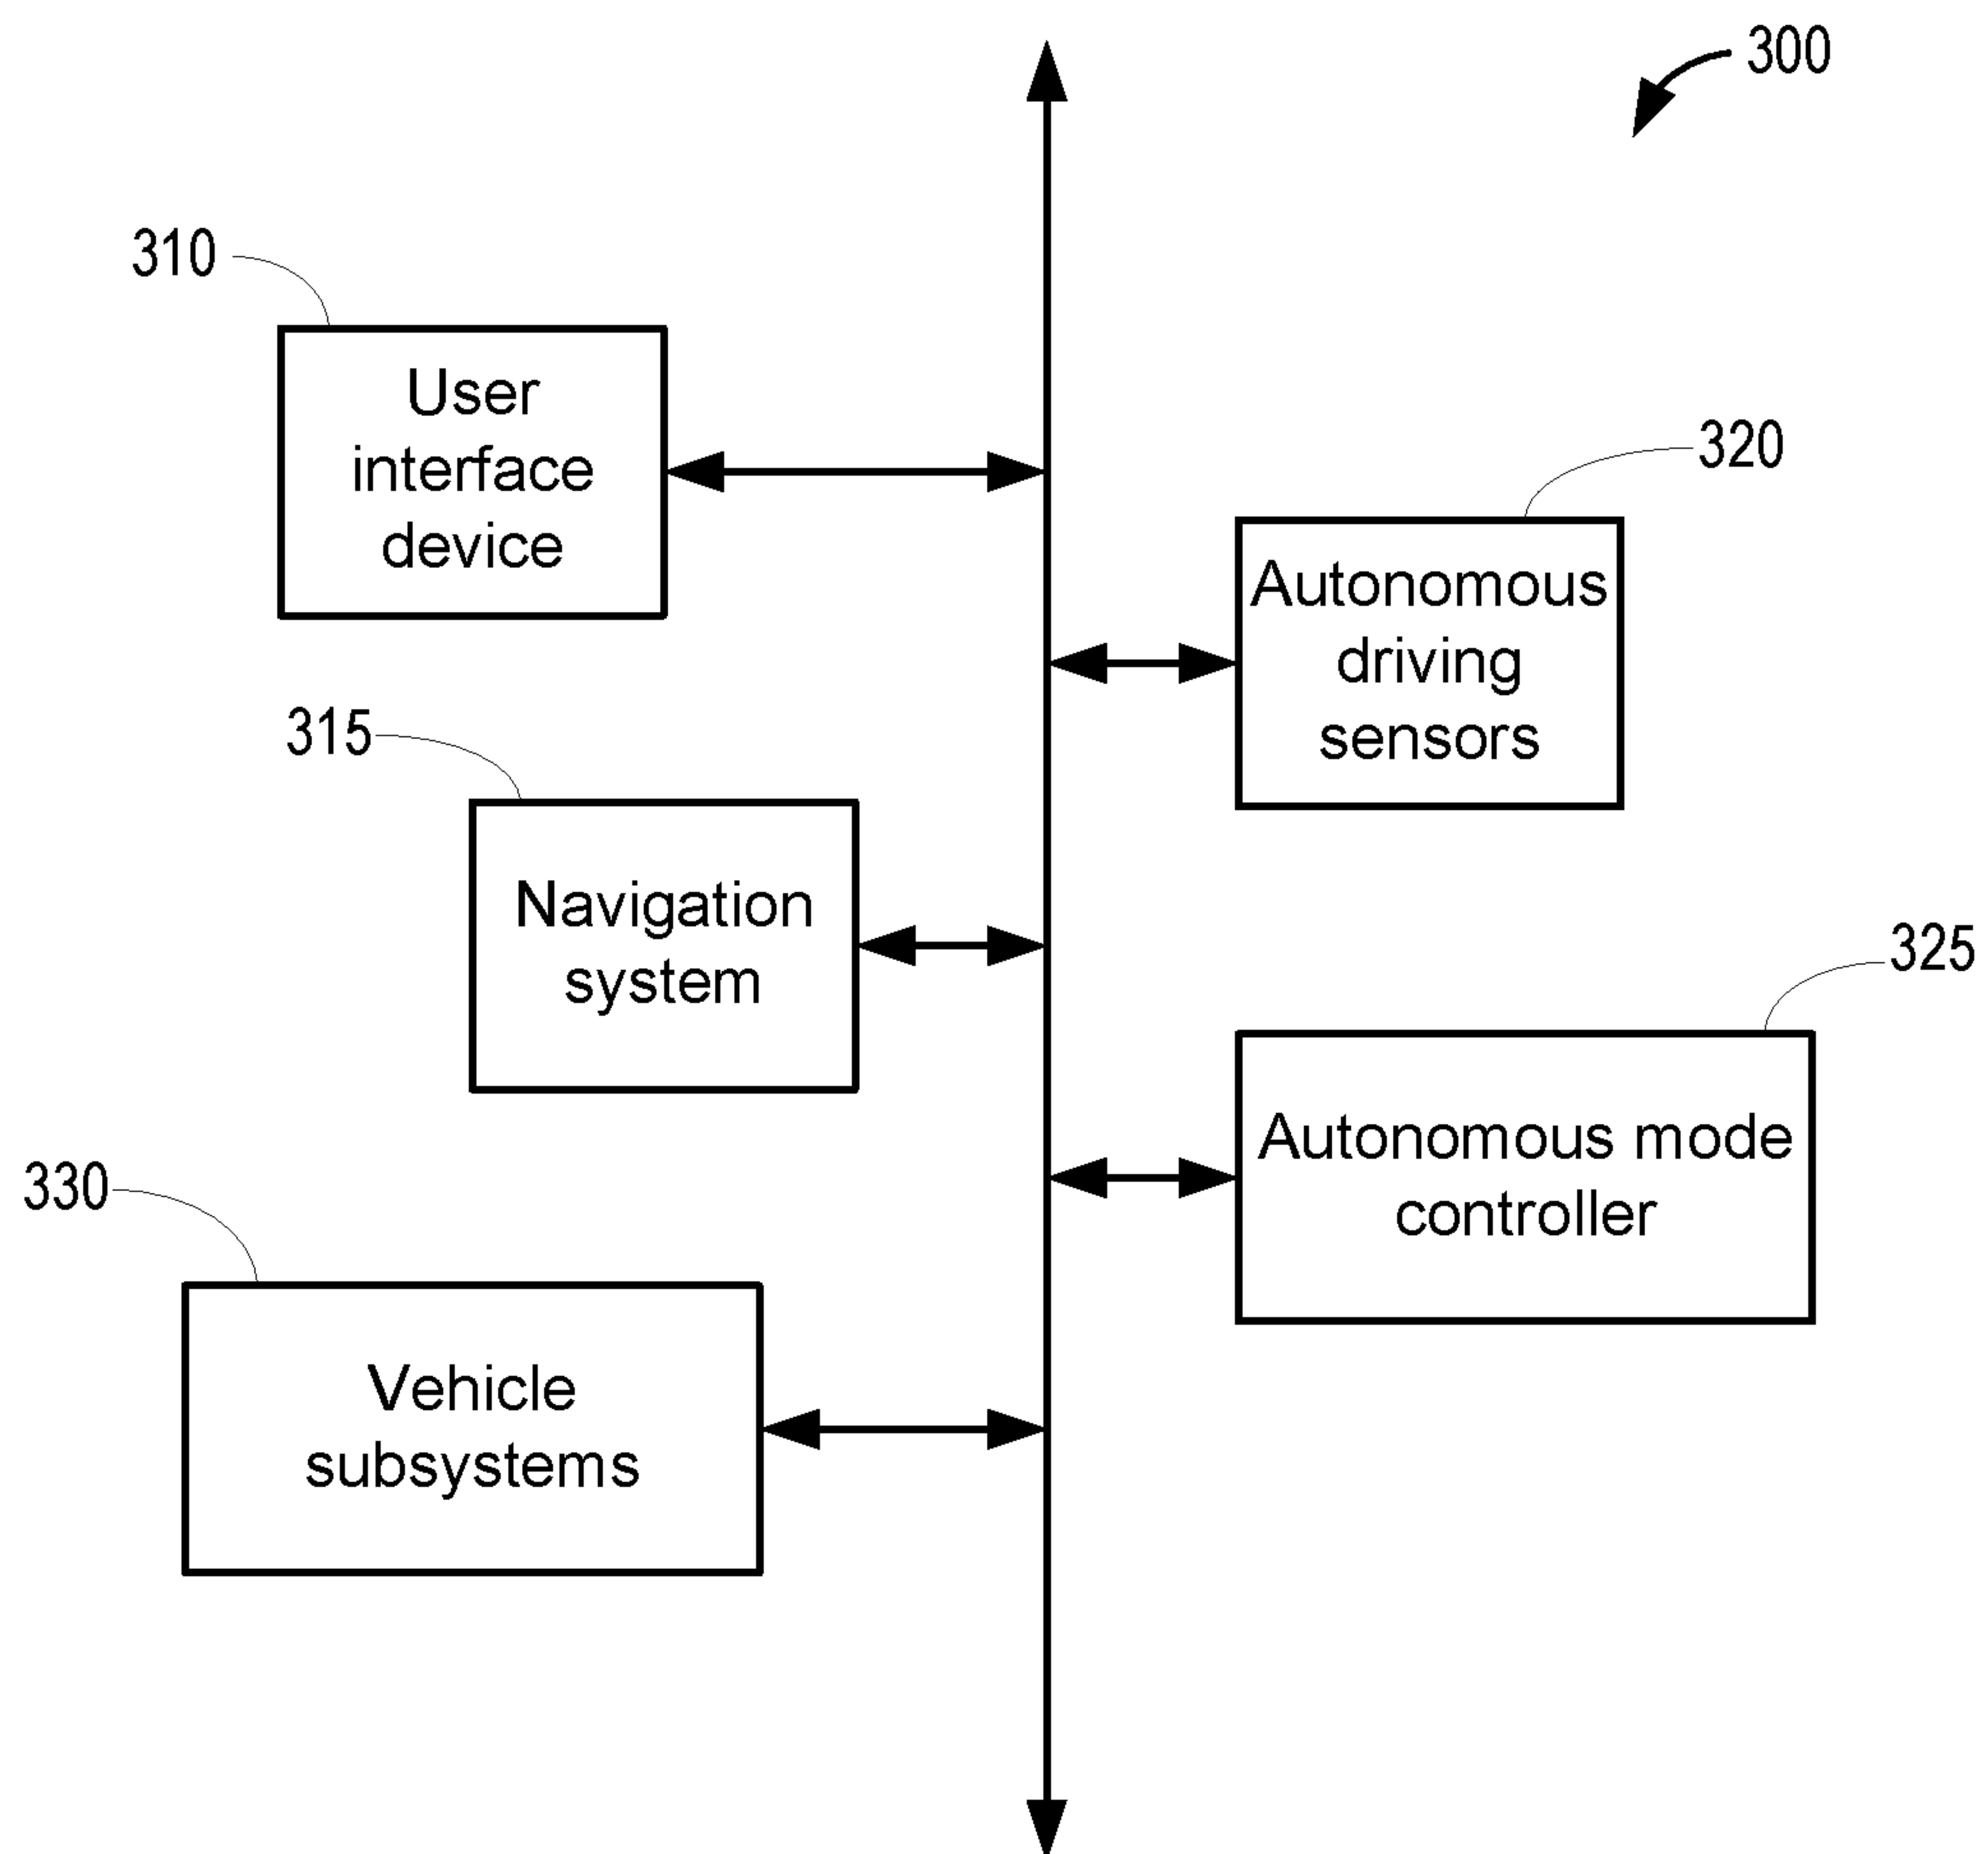 300
310
User
interface
device
320
Autonomous
driving
sensors
315
Navigation
system
325
Autonomous mode
controller
330
Vehicle
subsystems